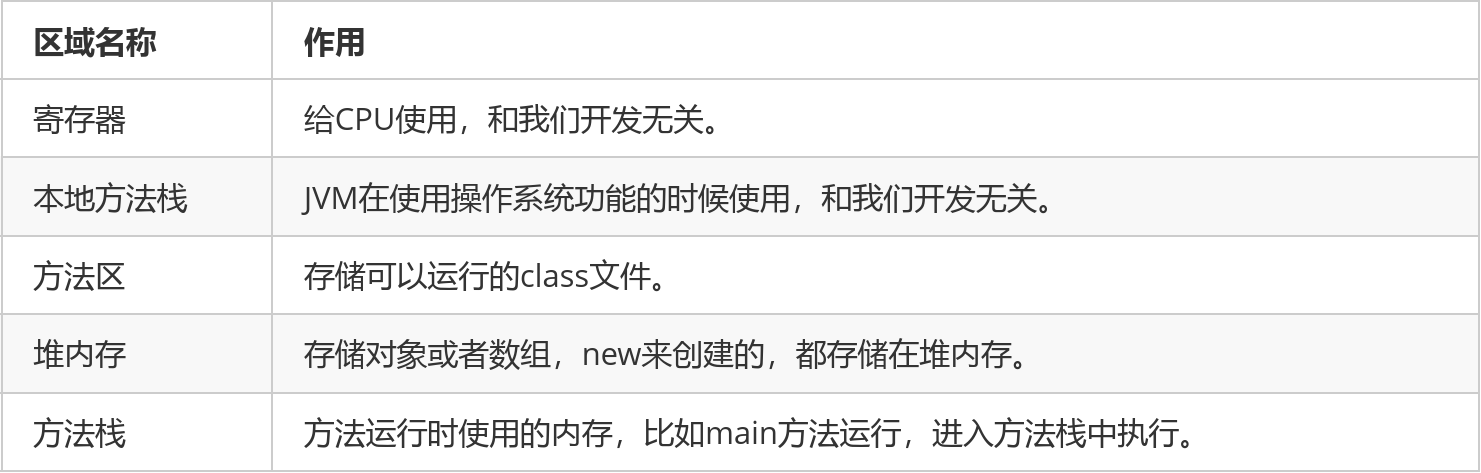 区域名称 作用
寄存器 给CPU使用，和我们开发无关。
本地方法栈 JVM在使用操作系统功能的时候使用，和我们开发无关。
方法区 存储可以运行的class文件。
堆内存 存储对象或者数组，new来创建的，都存储在堆内存。
方法栈 方法运行时使用的内存，比如main方法运行，进入方法栈中执行。